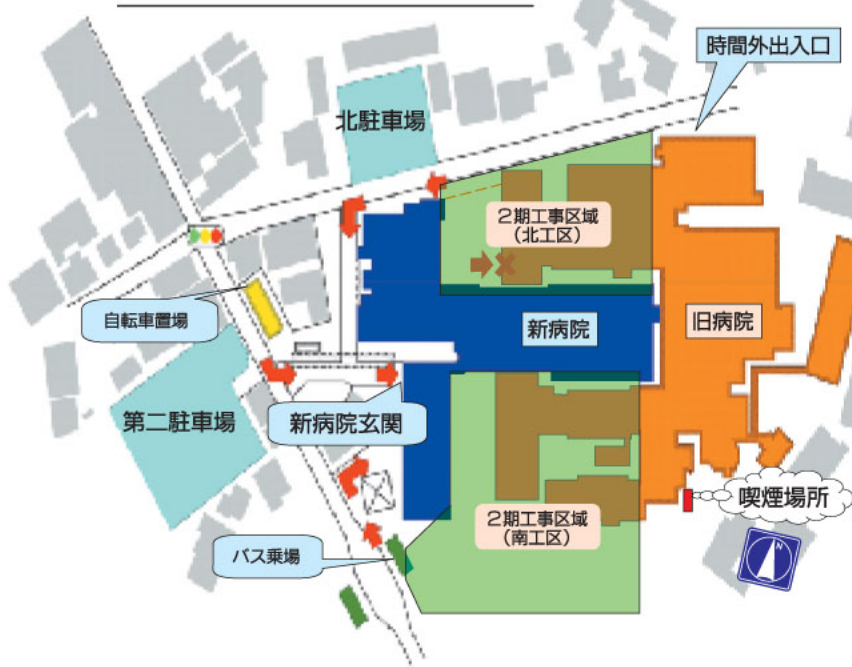 時間外出入口
北駐車場
2期工事区域
(北工区)
自転車置場
新病院
旧病院
第二駐車場
新病院玄関
喫煙場所
2期工事区域
(南工区)
バス乗場
N